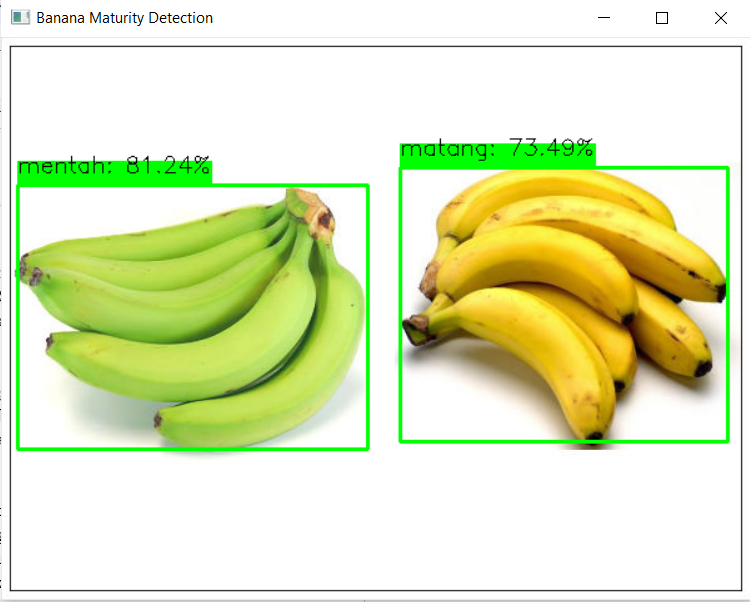 Banana Maturity Detection
mentah: 81.24%
matang: 73.49%